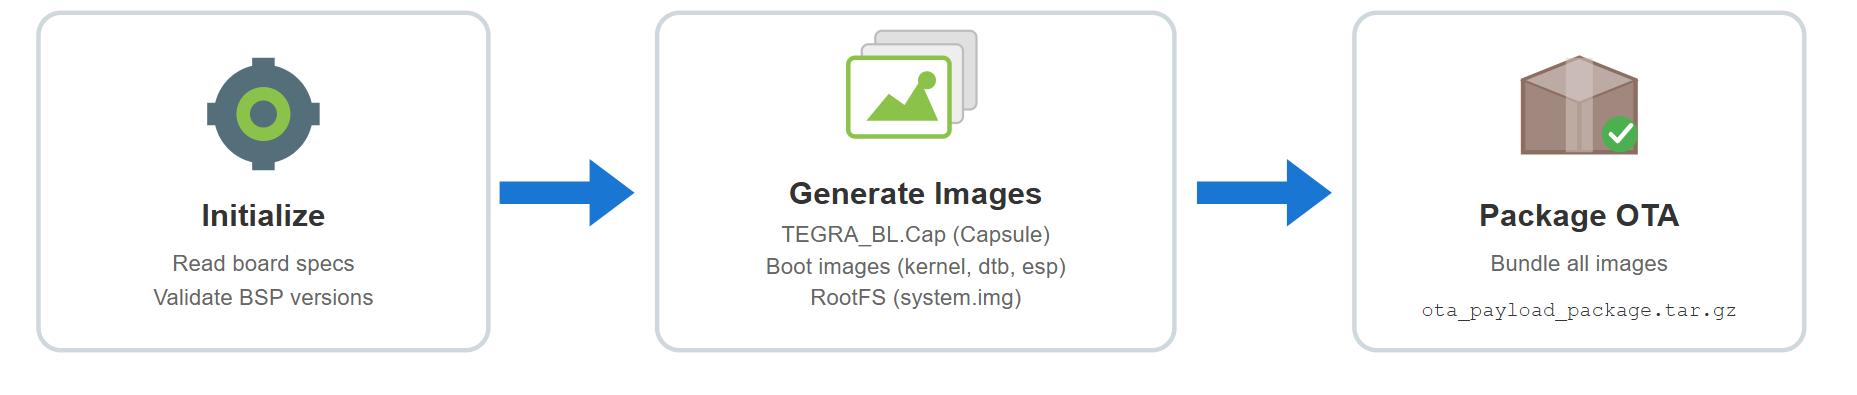 Initialize
Read board specs
Validate BSP versions
Generate Images
TEGRA_BL.Cap (Capsule)
Boot images (kernel, dtb, esp)
RootFS (system.img)
Package OTA
Bundle all images
ota_payload_package.tar.gz